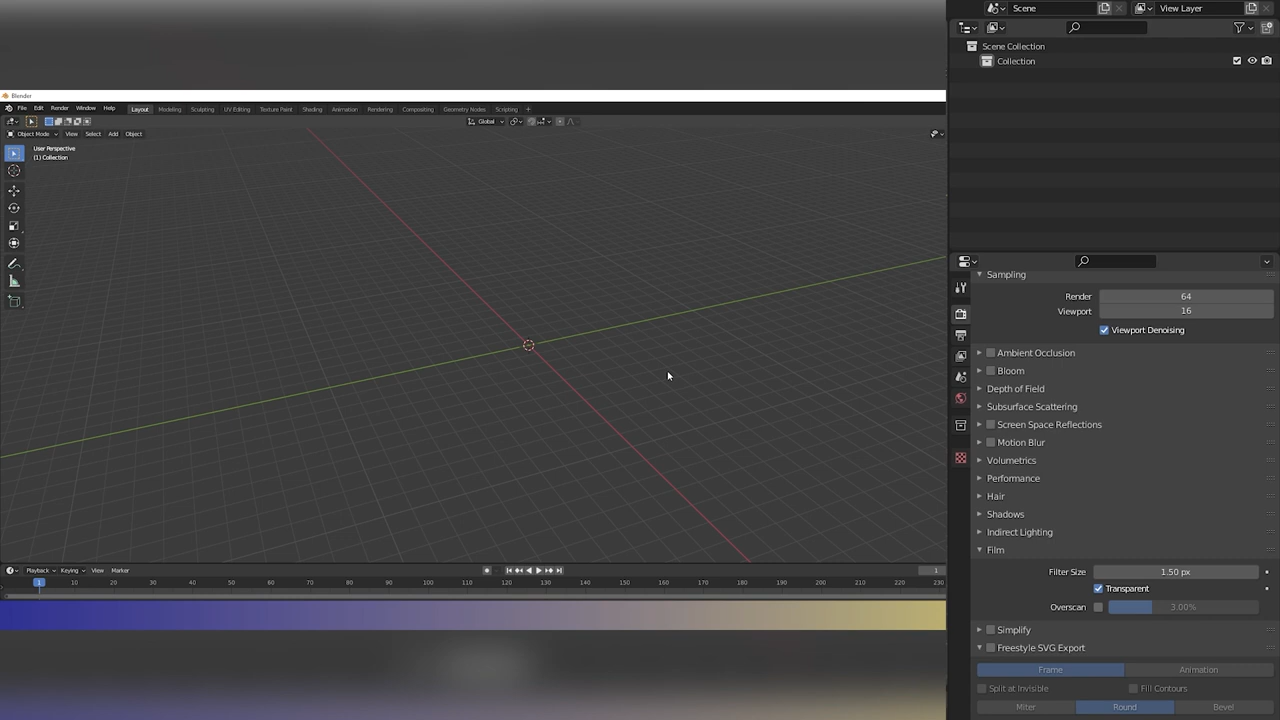 Scene
View Layer
Scene Collection
Collection
Blender
File Edit Render Window Help
Layout Modeling Sculpting UV Editing Texture Paint Shading Animation Rendering Compositing Geometry Nodes Scripting +
Global
Object Mode View Select Add Object
User Perspective
(1) Collection
Sampling
Render 64
Viewport 16
Viewport Denoising
Ambient Occlusion
Bloom
Depth of Field
Subsurface Scattering
Screen Space Reflections
Motion Blur
Volumetrics
Performance
Hair
Shadows
Indirect Lighting
Film
Filter Size 1.50 px
Transparent
Overscan 3.00%
Simplify
Freestyle SVG Export
Frame Animation
Split at Invisible Fill Contours
Miter Round Bevel
Playback Keying View Marker
1
1 10 20 30 40 50 60 70 80 90 100 110 120 130 140 150 160 170 180 190 200 210 220 230